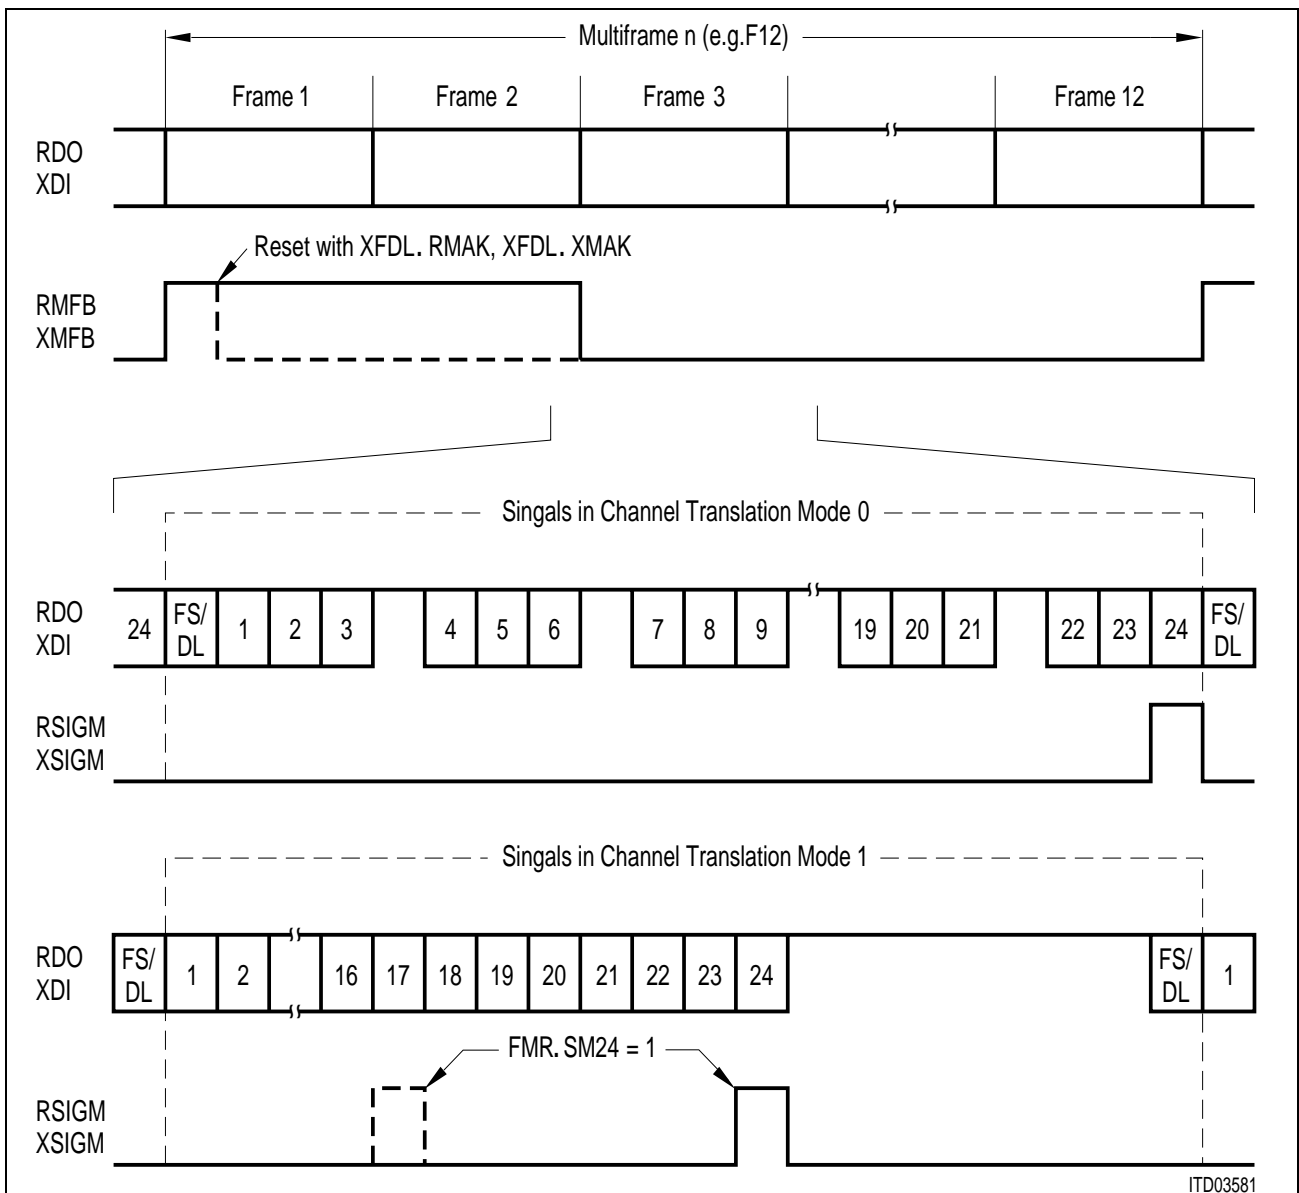 Multiframe n (e.g.F12)
Frame 1 Frame 2 Frame 3 Frame 12
RDO
XDI
Reset with XFDL. RMAK, XFDL. XMAK
RMFB
XMFB
Singals in Channel Translation Mode 0
RDO
XDI
24 FS/DL 1 2 3 4 5 6 7 8 9 19 20 21 22 23 24 FS/DL
RSIGM
XSIGM
Singals in Channel Translation Mode 1
RDO
XDI
FS/DL 1 2 16 17 18 19 20 21 22 23 24 FS/DL 1
FMR. SM24 = 1
RSIGM
XSIGM
ITD03581